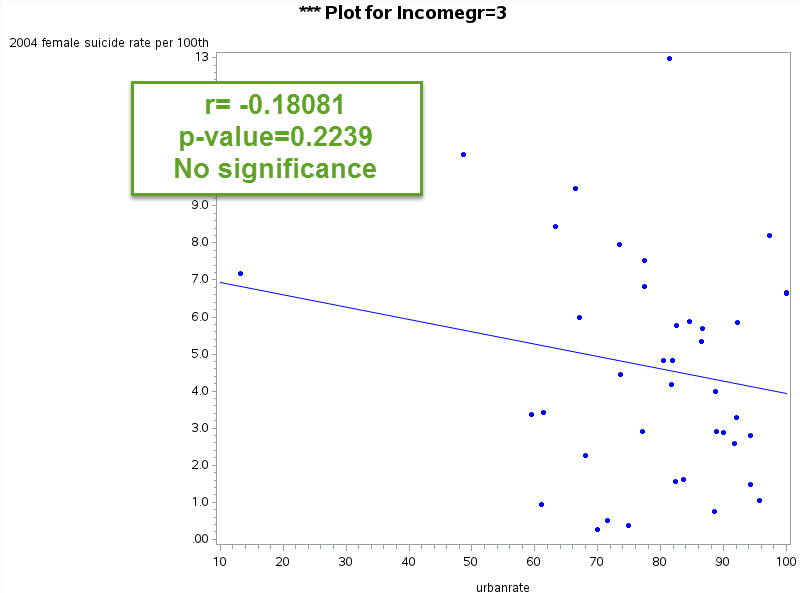 *** Plot for Incomegr=3
2004 female suicide rate per 100th
13
r= -0.18081
p-value=0.2239
No significance
9.0
8.0
7.0
6.0
5.0
4.0
3.0
2.0
1.0
.00
10 20 30 40 50 60 70 80 90 100
urbanrate